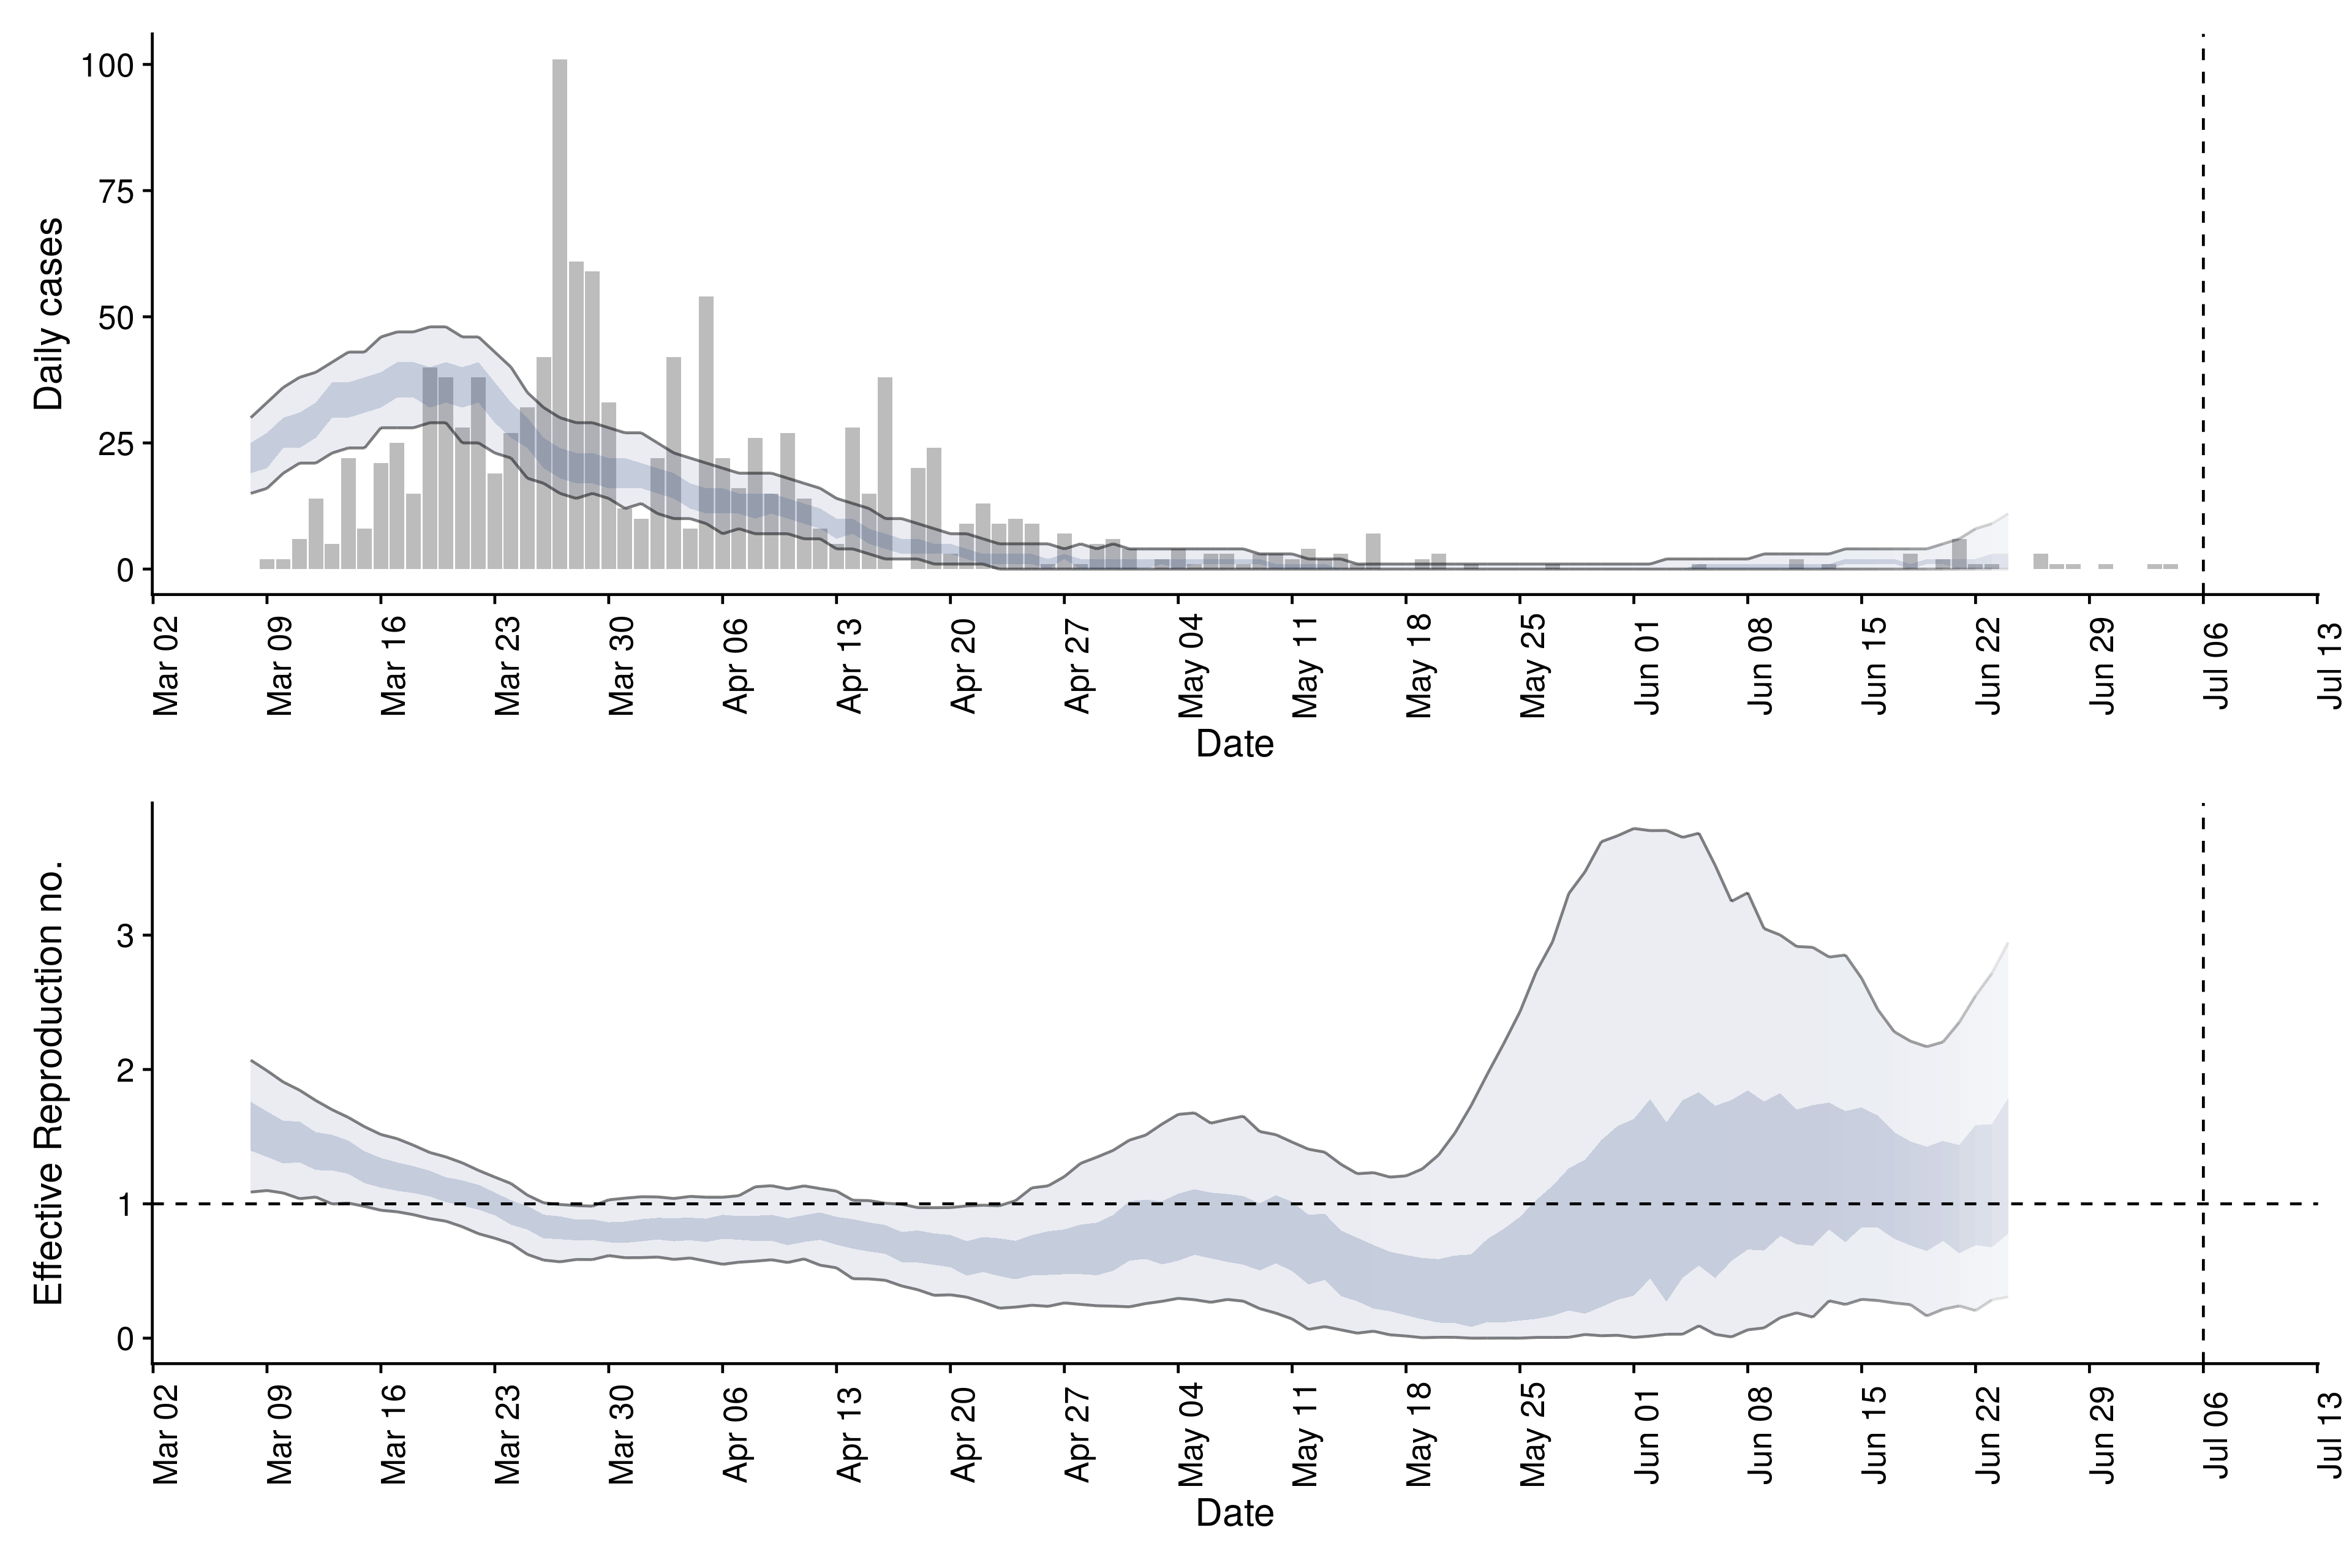 Daily cases
100
75
50
25
0
Mar 02
Mar 09
Mar 16
Mar 23
Mar 30
Apr 06
Apr 13
Apr 20
Apr 27
May 04
May 11
May 18
May 25
Jun 01
Jun 08
Jun 15
Jun 22
Jun 29
Jul 06
Jul 13
Date
Effective Reproduction no.
3
2
1
0
Mar 02
Mar 09
Mar 16
Mar 23
Mar 30
Apr 06
Apr 13
Apr 20
Apr 27
May 04
May 11
May 18
May 25
Jun 01
Jun 08
Jun 15
Jun 22
Jun 29
Jul 06
Jul 13
Date